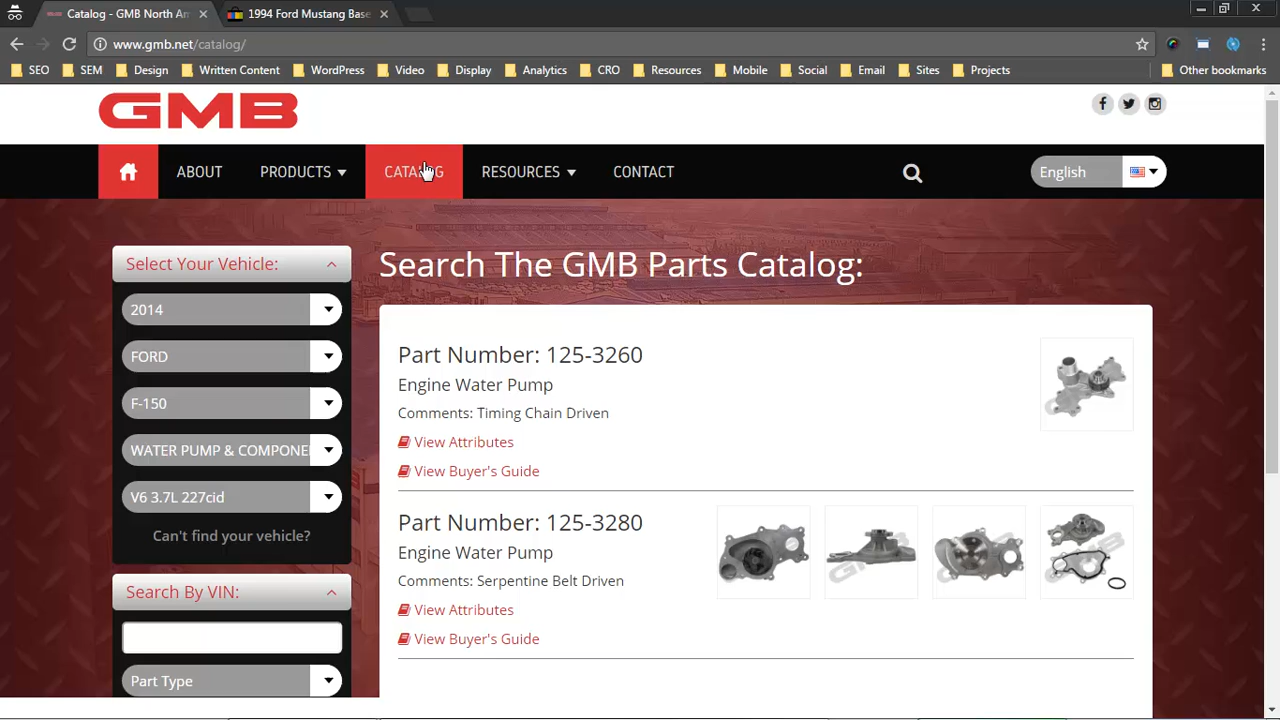 Catalog - GMB North Am
1994 Ford Mustang Base
www.gmb.net/catalog/
SEO
SEM
Design
Written Content
WordPress
Video
Display
Analytics
CRO
Resources
Mobile
Social
Email
Sites
Projects
Other bookmarks
GMB
ABOUT
PRODUCTS
CATALOG
RESOURCES
CONTACT
English
Select Your Vehicle:
2014
FORD
F-150
WATER PUMP & COMPONE
V6 3.7L 227cid
Can't find your vehicle?
Search By VIN:
Part Type
Search The GMB Parts Catalog:
Part Number: 125-3260
Engine Water Pump
Comments: Timing Chain Driven
View Attributes
View Buyer's Guide
Part Number: 125-3280
Engine Water Pump
Comments: Serpentine Belt Driven
View Attributes
View Buyer's Guide